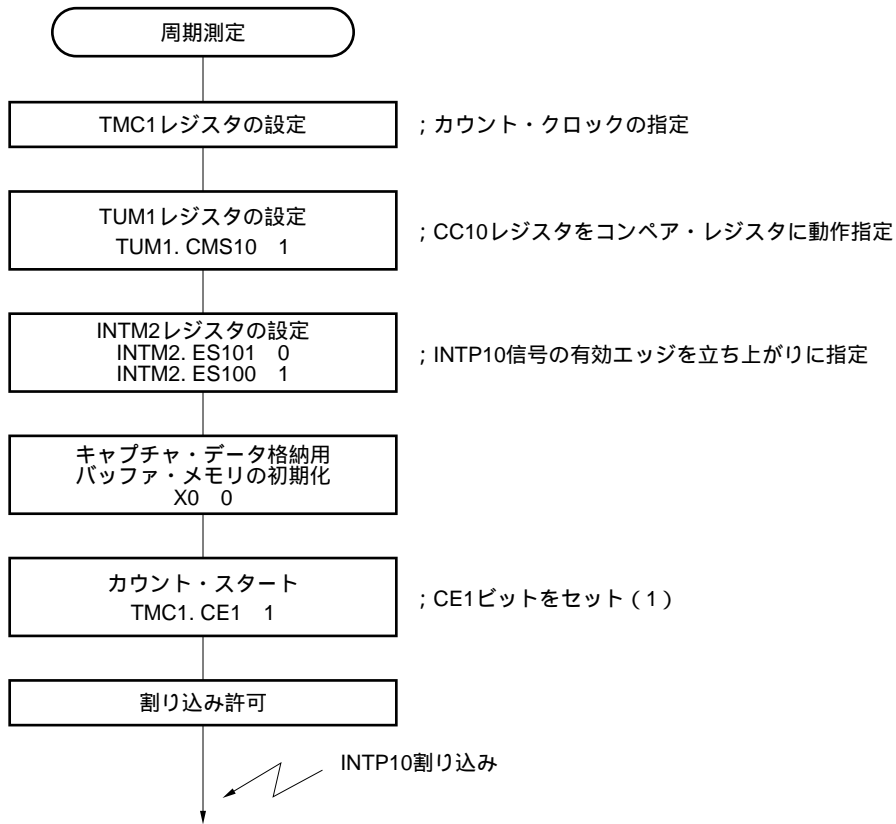 周期測定
TMC1レジスタの設定
；カウント・クロックの指定
TUM1レジスタの設定
TUM1. CMS10 1
；CC10レジスタをコンペア・レジスタに動作指定
INTM2レジスタの設定
INTM2. ES101 0
INTM2. ES100 1
；INTP10信号の有効エッジを立ち上がりに指定
キャプチャ・データ格納用
バッファ・メモリの初期化
X0 0
カウント・スタート
TMC1. CE1 1
；CE1ビットをセット（1）
割り込み許可
INTP10割り込み